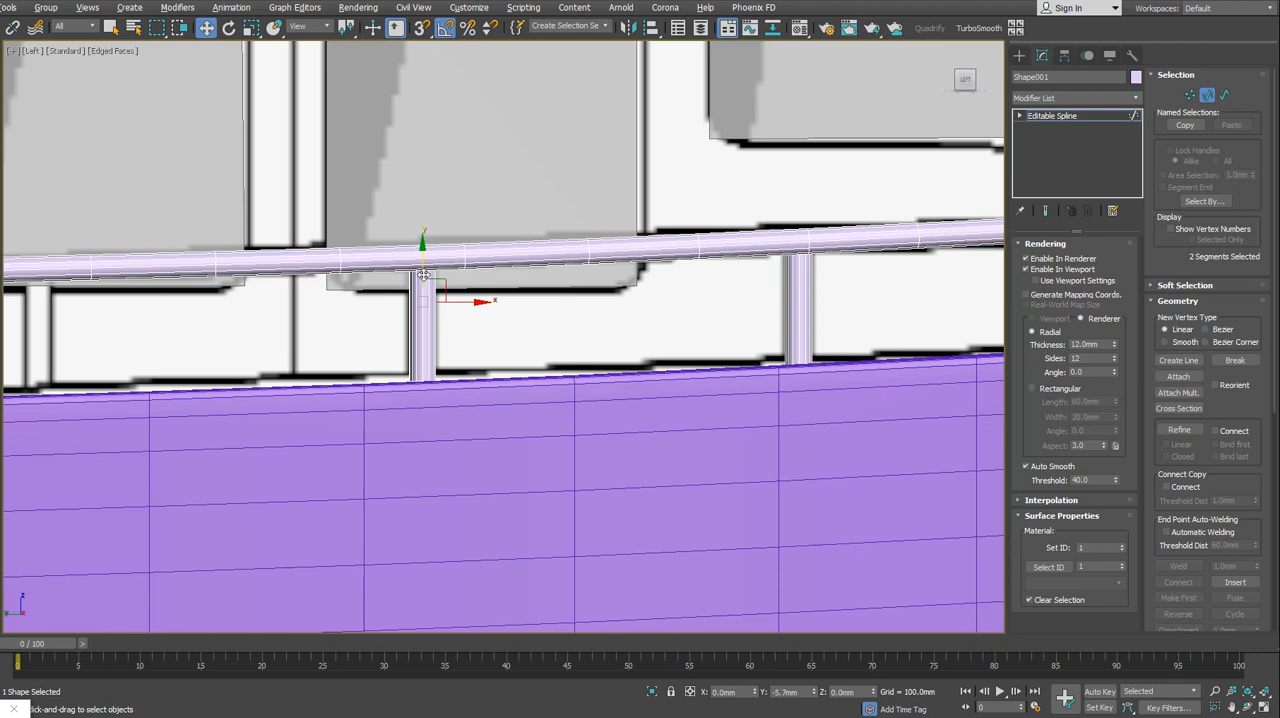 Tools Group Views Create Modifiers Animation Graph Editors Rendering Civil View Customize Scripting Content Arnold Corona Help Phoenix FD Sign In Workspaces: Default
All View Create Selection Se Quadrify TurboSmooth
[+] [Left] [Standard] [Edged Faces]
LEFT
y
x
z
y x
Shape001
Modifier List
Editable Spline
Rendering
Enable In Renderer
Enable In Viewport
Use Viewport Settings
Generate Mapping Coords.
Real-World Map Size
Viewport Renderer
Radial
Thickness: 12.0mm
Sides: 12
Angle: 0.0
Rectangular
Length: 60.0mm
Width: 20.0mm
Angle: 0.0
Aspect: 3.0
Auto Smooth
Threshold: 40.0
Interpolation
Surface Properties
Material:
Set ID: 1
Select ID 1
Clear Selection
Selection
Named Selections:
Copy Paste
Lock Handles
Alike All
Area Selection: 1.0mm
Segment End
Select By...
Display
Show Vertex Numbers
Selected Only
2 Segments Selected
Soft Selection
Geometry
New Vertex Type
Linear Bezier
Smooth Bezier Corner
Create Line Break
Attach Reorient
Attach Mult.
Cross Section
Refine Connect
Linear Bind first
Closed Bind last
Connect Copy
Connect
Threshold Dist 1.0mm
End Point Auto-Welding
Automatic Welding
Threshold Dist 60.0mm
Weld 1.0mm
Connect Insert
Make First Fuse
Reverse Cycle
0 / 100 >
0 5 10 15 20 25 30 35 40 45 50 55 60 65 70 75 80 85 90 95 100
1 Shape Selected X: 0.0mm Y: -5.7mm Z: 0.0mm Grid = 100.0mm Auto Key Selected
lick-and-drag to select objects Add Time Tag 0 Set Key Key Filters...